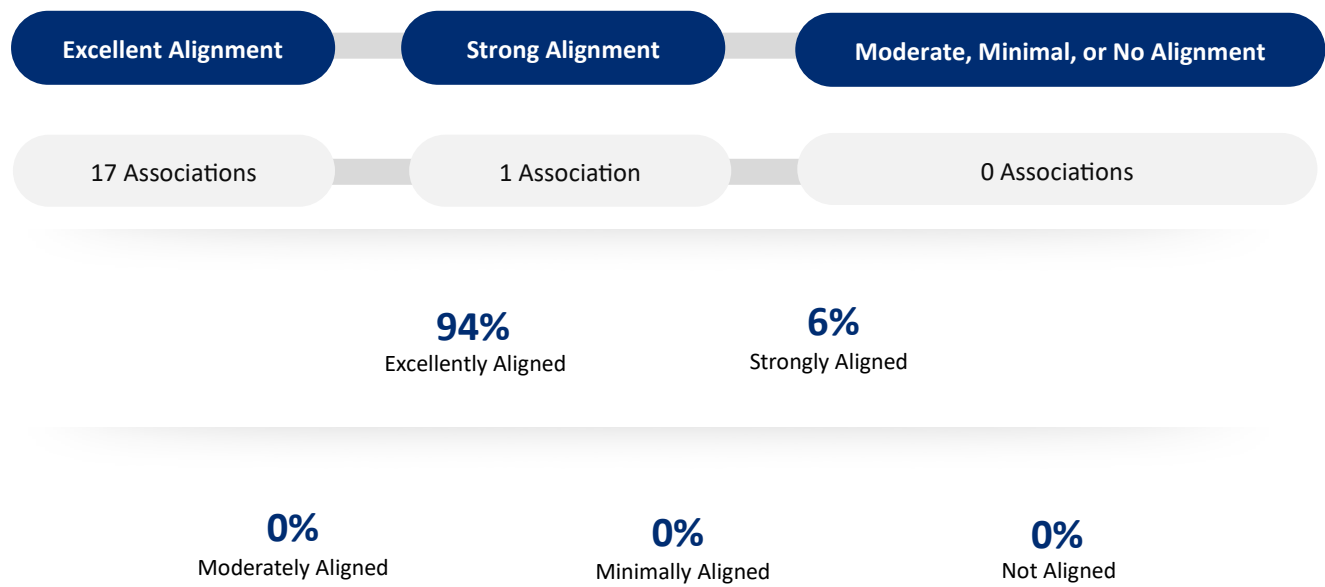 Excellent Alignment
Strong Alignment
Moderate, Minimal, or No Alignment
17 Associations
1 Association
0 Associations
94%
Excellently Aligned
6%
Strongly Aligned
0%
Moderately Aligned
0%
Minimally Aligned
0%
Not Aligned